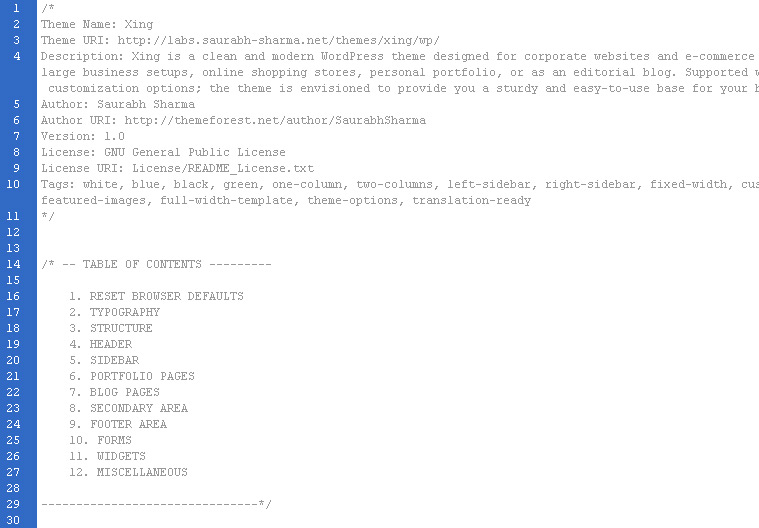 1 /*
2 Theme Name: Xing
3 Theme URI: http://labs.saurabh-sharma.net/themes/xing/wp/
4 Description: Xing is a clean and modern WordPress theme designed for corporate websites and e-commerce
large business setups, online shopping stores, personal portfolio, or as an editorial blog. Supported
customization options; the theme is envisioned to provide you a sturdy and easy-to-use base for your
5 Author: Saurabh Sharma
6 Author URI: http://themeforest.net/author/SaurabhSharma
7 Version: 1.0
8 License: GNU General Public License
9 License URI: License/README_License.txt
10 Tags: white, blue, black, green, one-column, two-columns, left-sidebar, right-sidebar, fixed-width,
featured-images, full-width-template, theme-options, translation-ready
11 */
12
13
14 /* -- TABLE OF CONTENTS ---------
15
16 1. RESET BROWSER DEFAULTS
17 2. TYPOGRAPHY
18 3. STRUCTURE
19 4. HEADER
20 5. SIDEBAR
21 6. PORTFOLIO PAGES
22 7. BLOG PAGES
23 8. SECONDARY AREA
24 9. FOOTER AREA
25 10. FORMS
26 11. WIDGETS
27 12. MISCELLANEOUS
28
29 -------------------------------*/
30